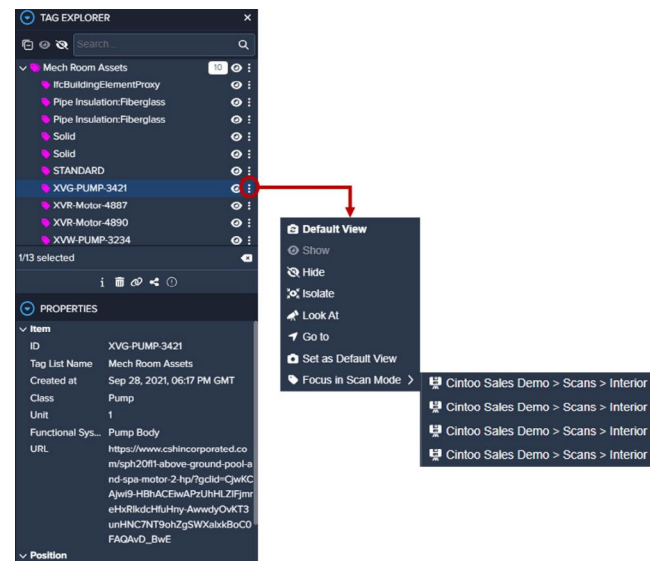 TAG EXPLORER
Search...
Mech Room Assets 10
IfcBuildingElementProxy
Pipe Insulation:Fiberglass
Pipe Insulation:Fiberglass
Solid
Solid
STANDARD
XVG-PUMP-3421
XVR-Motor-4887
XVR-Motor-4890
XVW-PUMP-3234
1/13 selected
PROPERTIES
Item
ID XVG-PUMP-3421
Tag List Name Mech Room Assets
Created at Sep 28, 2021, 06:17 PM GMT
Class Pump
Unit 1
Functional Sys... Pump Body
URL https://www.cshincorporated.co
m/sph20fl1-above-ground-pool-a
nd-spa-motor-2-hp/?gclid=CjwKC
Ajwi9-HBhACEiwAPzUhHLZlFjmr
eHxRlkdcHfuHny-AwwdyOvKT3
unHNC7NT9ohZgSWXalxkBoC0
FAQAvD_BwE
Position
Default View
Show
Hide
Isolate
Look At
Go to
Set as Default View
Focus in Scan Mode
Cintoo Sales Demo > Scans > Interior
Cintoo Sales Demo > Scans > Interior
Cintoo Sales Demo > Scans > Interior
Cintoo Sales Demo > Scans > Interior